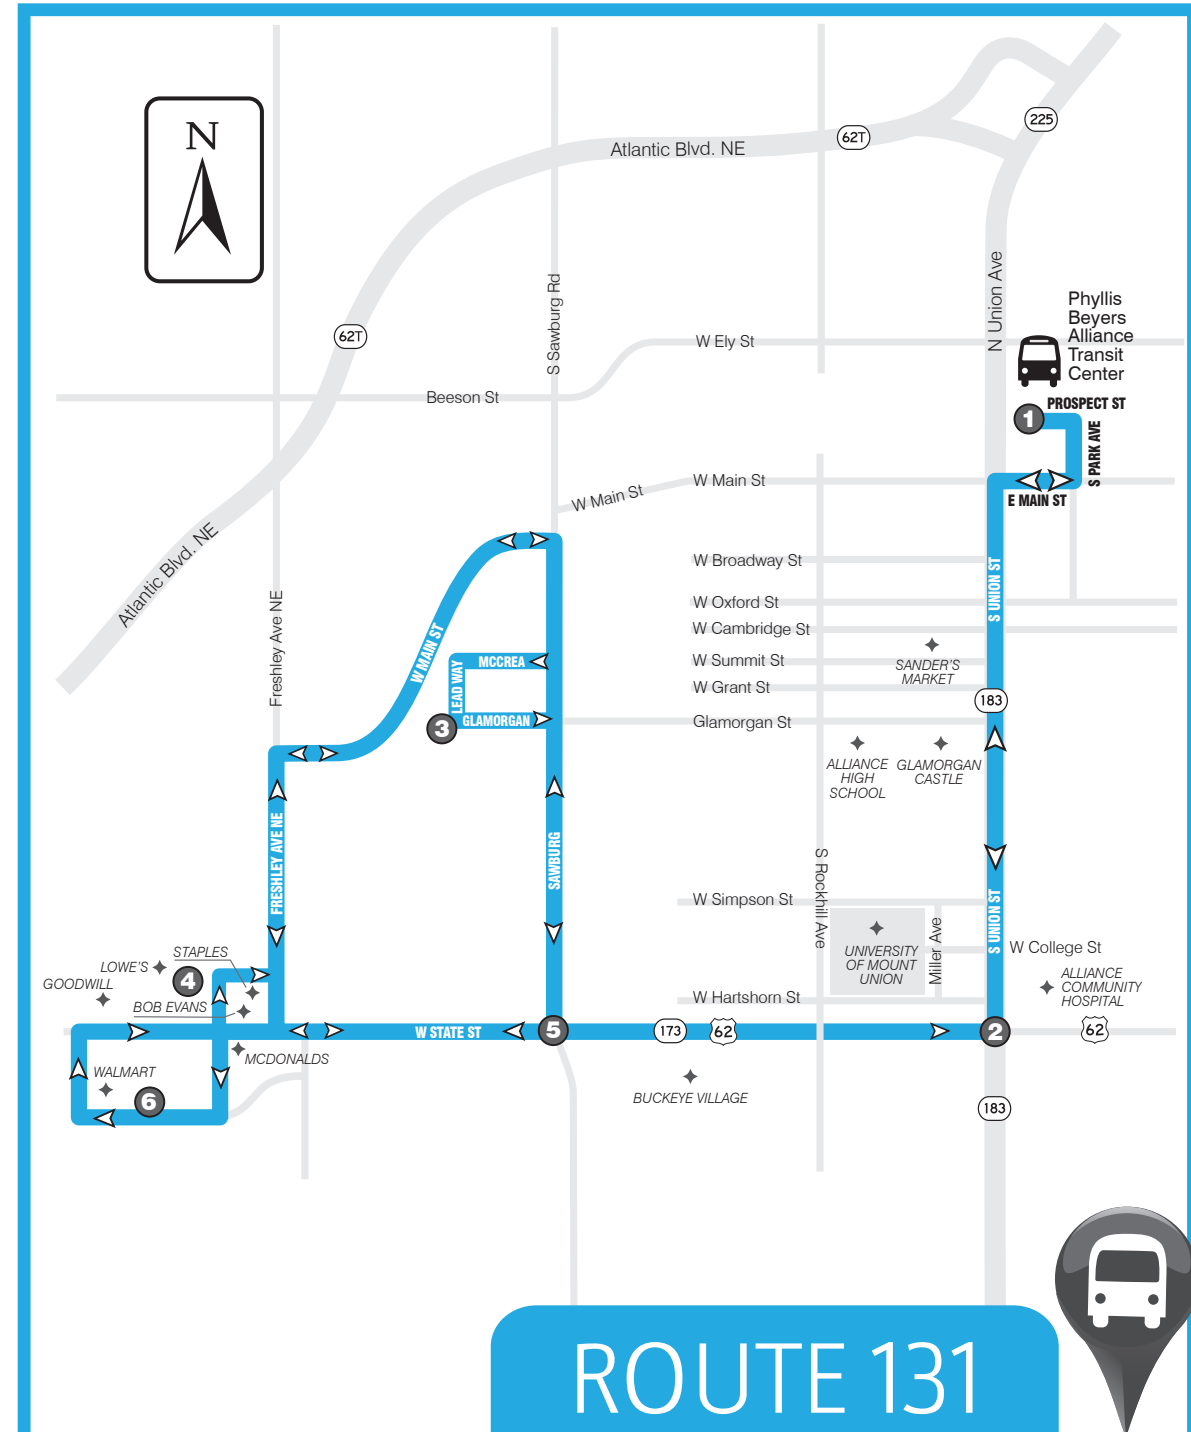 N
225
62T
Atlantic Blvd. NE
S Sawburg Rd
N Union Ave
Phyllis
Beyers
Alliance
Transit
Center
62T
W Ely St
Beeson St
1
PROSPECT ST
S PARK AVE
W Main St
W Main St
E MAIN ST
Atlantic Blvd. NE
W Broadway St
S UNION ST
Freshley Ave NE
W Oxford St
W Cambridge St
W MAIN ST
MCCREA
W Summit St
SANDER'S
MARKET
LEAD WAY
W Grant St
183
3
GLAMORGAN
Glamorgan St
ALLIANCE
HIGH
SCHOOL
GLAMORGAN
CASTLE
FRESHLEY AVE NE
SAWBURG
S Rockhill Ave
W Simpson St
S UNION ST
Miller Ave
UNIVERSITY
OF MOUNT
UNION
W College St
STAPLES
LOWE'S
4
GOODWILL
BOB EVANS
ALLIANCE
COMMUNITY
HOSPITAL
W Hartshorn St
W STATE ST
5
173
62
2
62
MCDONALDS
WALMART
6
BUCKEYE VILLAGE
183
ROUTE 131